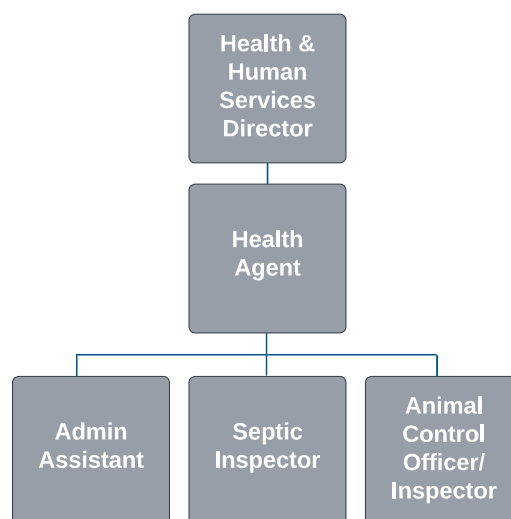 Health &
Human
Services
Director
Health
Agent
Admin
Assistant
Septic
Inspector
Animal
Control
Officer/
Inspector